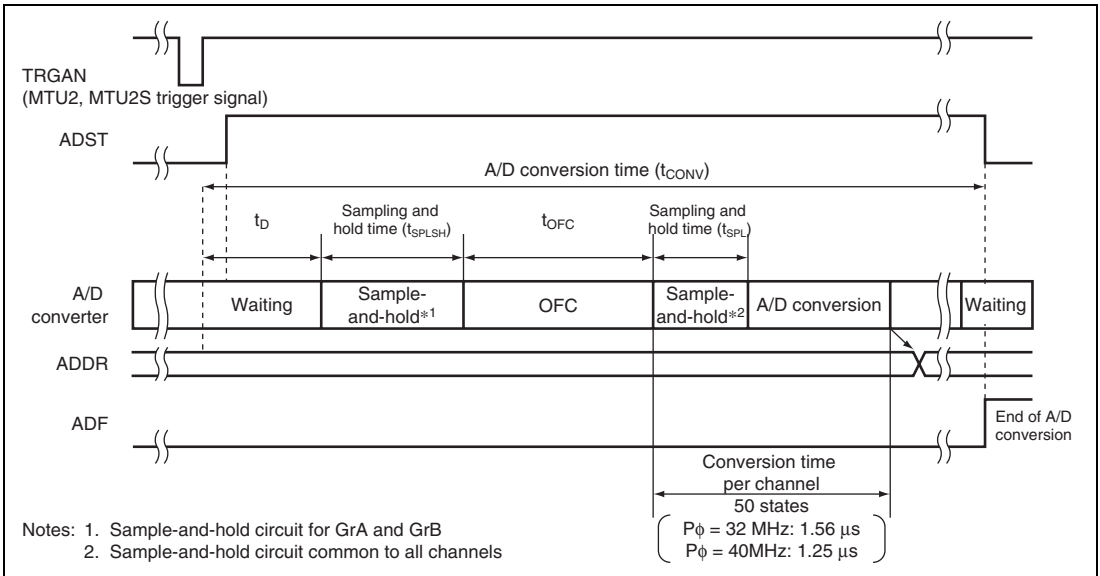 TRGAN
(MTU2, MTU2S trigger signal)
ADST
A/D conversion time (tCONV)
tD
Sampling and
hold time (tSPLSH)
tOFC
Sampling and
hold time (tSPL)
A/D
converter
Waiting
Sample-
and-hold*1
OFC
Sample-
and-hold*2
A/D conversion
Waiting
ADDR
ADF
End of A/D
conversion
Conversion time
per channel
50 states
Pφ = 32 MHz: 1.56 μs
Pφ = 40MHz: 1.25 μs
Notes: 1. Sample-and-hold circuit for GrA and GrB
2. Sample-and-hold circuit common to all channels